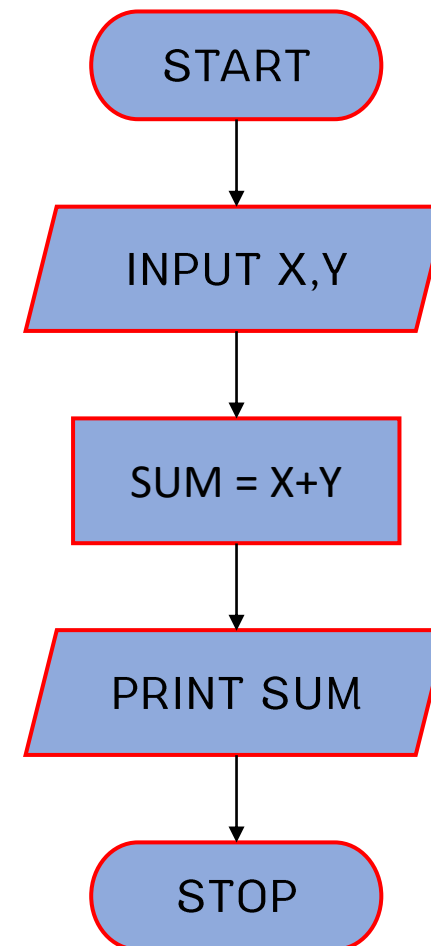 START
INPUT X,Y
SUM = X+Y
PRINT SUM
STOP